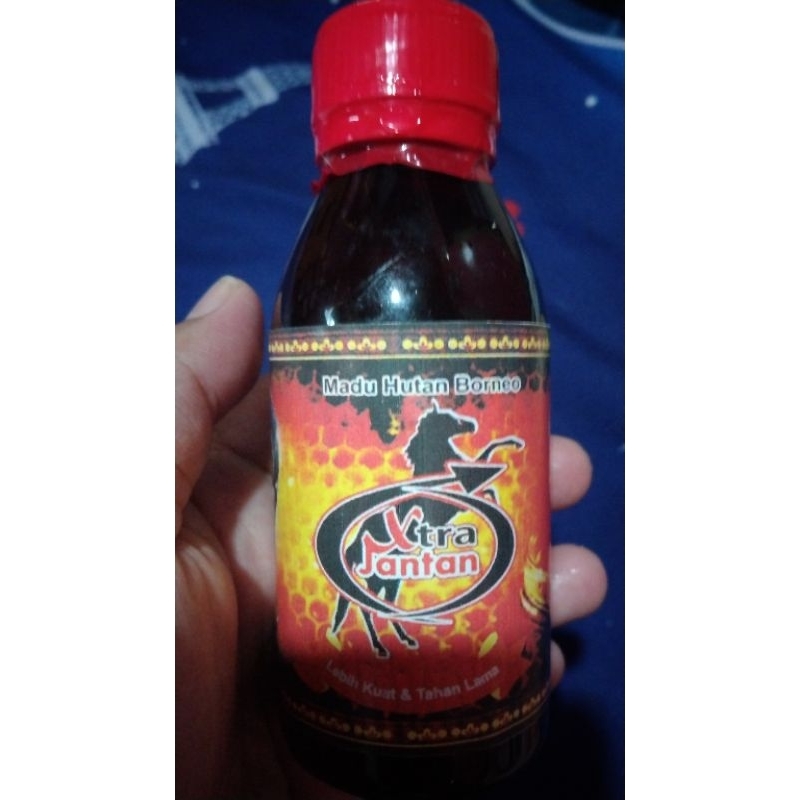 Madu Hutan Borneo
Xtra
Jantan
Lebih Kuat & Tahan Lama